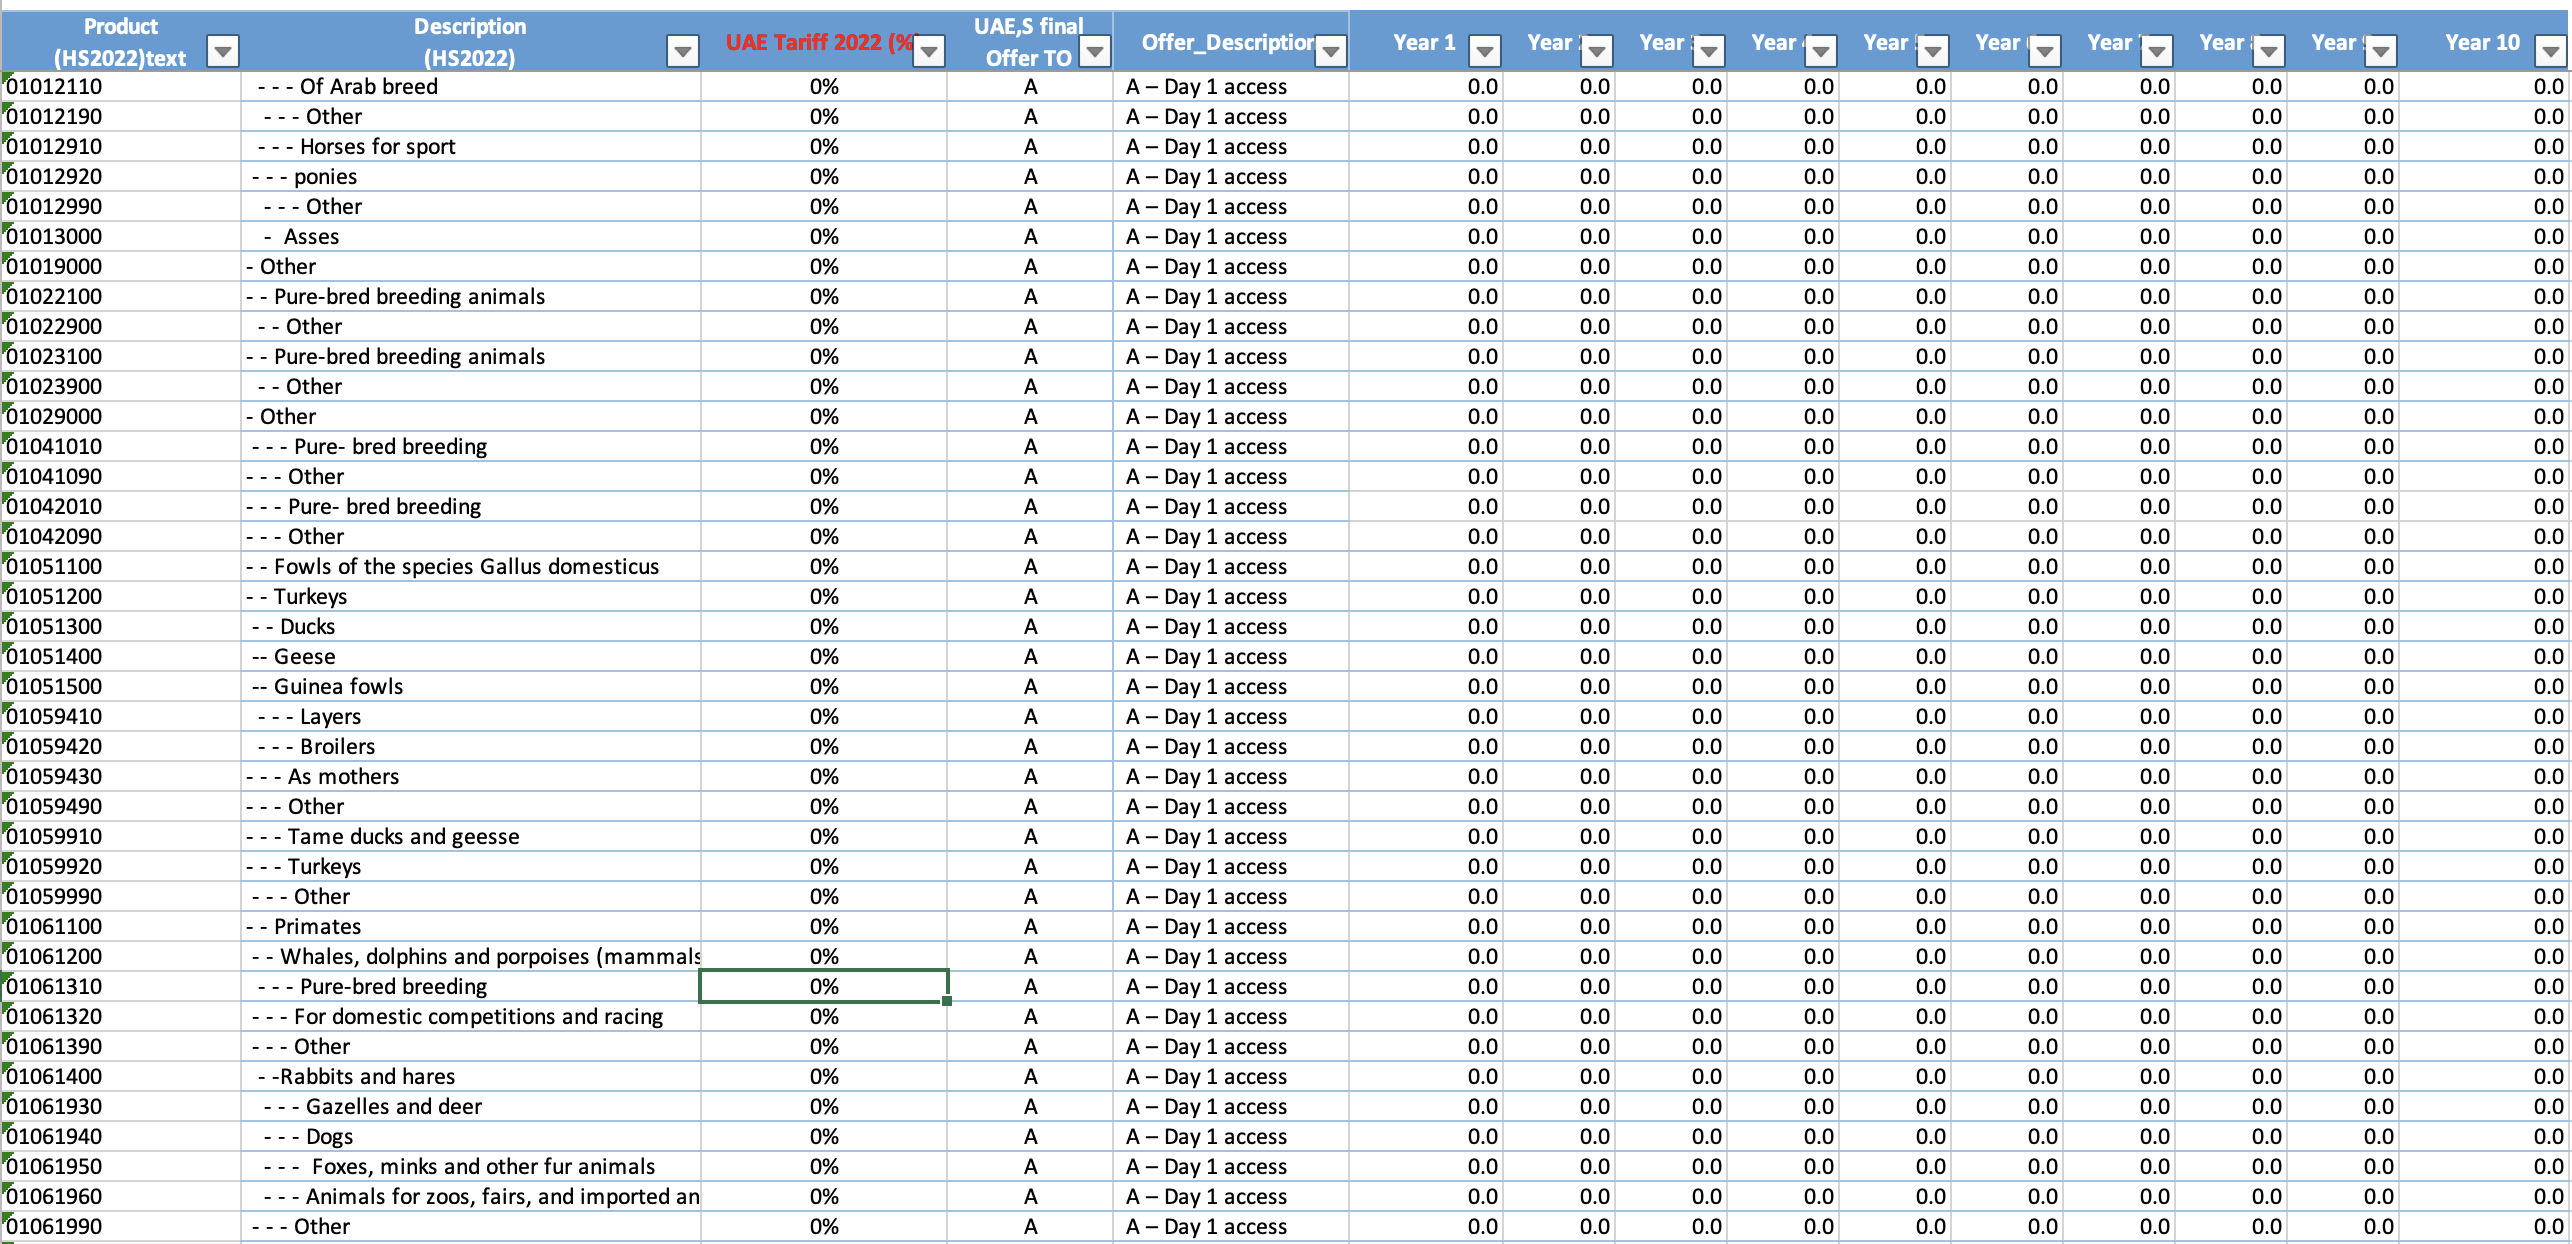 Product (HS2022)text Description (HS2022) UAE Tariff 2022 (% UAE,S final Offer TO Offer_Description Year 1 Year Year Year Year Year Year Year Year Year 10
01012110 - - - Of Arab breed 0% A A – Day 1 access 0.0 0.0 0.0 0.0 0.0 0.0 0.0 0.0 0.0 0.0
01012190 - - - Other 0% A A – Day 1 access 0.0 0.0 0.0 0.0 0.0 0.0 0.0 0.0 0.0 0.0
01012910 - - - Horses for sport 0% A A – Day 1 access 0.0 0.0 0.0 0.0 0.0 0.0 0.0 0.0 0.0 0.0
01012920 - - - ponies 0% A A – Day 1 access 0.0 0.0 0.0 0.0 0.0 0.0 0.0 0.0 0.0 0.0
01012990 - - - Other 0% A A – Day 1 access 0.0 0.0 0.0 0.0 0.0 0.0 0.0 0.0 0.0 0.0
01013000 - Asses 0% A A – Day 1 access 0.0 0.0 0.0 0.0 0.0 0.0 0.0 0.0 0.0 0.0
01019000 - Other 0% A A – Day 1 access 0.0 0.0 0.0 0.0 0.0 0.0 0.0 0.0 0.0 0.0
01022100 - - Pure-bred breeding animals 0% A A – Day 1 access 0.0 0.0 0.0 0.0 0.0 0.0 0.0 0.0 0.0 0.0
01022900 - - Other 0% A A – Day 1 access 0.0 0.0 0.0 0.0 0.0 0.0 0.0 0.0 0.0 0.0
01023100 - - Pure-bred breeding animals 0% A A – Day 1 access 0.0 0.0 0.0 0.0 0.0 0.0 0.0 0.0 0.0 0.0
01023900 - - Other 0% A A – Day 1 access 0.0 0.0 0.0 0.0 0.0 0.0 0.0 0.0 0.0 0.0
01029000 - Other 0% A A – Day 1 access 0.0 0.0 0.0 0.0 0.0 0.0 0.0 0.0 0.0 0.0
01041010 - - - Pure- bred breeding 0% A A – Day 1 access 0.0 0.0 0.0 0.0 0.0 0.0 0.0 0.0 0.0 0.0
01041090 - - - Other 0% A A – Day 1 access 0.0 0.0 0.0 0.0 0.0 0.0 0.0 0.0 0.0 0.0
01042010 - - - Pure- bred breeding 0% A A – Day 1 access 0.0 0.0 0.0 0.0 0.0 0.0 0.0 0.0 0.0 0.0
01042090 - - - Other 0% A A – Day 1 access 0.0 0.0 0.0 0.0 0.0 0.0 0.0 0.0 0.0 0.0
01051100 - - Fowls of the species Gallus domesticus 0% A A – Day 1 access 0.0 0.0 0.0 0.0 0.0 0.0 0.0 0.0 0.0 0.0
01051200 - - Turkeys 0% A A – Day 1 access 0.0 0.0 0.0 0.0 0.0 0.0 0.0 0.0 0.0 0.0
01051300 - - Ducks 0% A A – Day 1 access 0.0 0.0 0.0 0.0 0.0 0.0 0.0 0.0 0.0 0.0
01051400 -- Geese 0% A A – Day 1 access 0.0 0.0 0.0 0.0 0.0 0.0 0.0 0.0 0.0 0.0
01051500 -- Guinea fowls 0% A A – Day 1 access 0.0 0.0 0.0 0.0 0.0 0.0 0.0 0.0 0.0 0.0
01059410 - - - Layers 0% A A – Day 1 access 0.0 0.0 0.0 0.0 0.0 0.0 0.0 0.0 0.0 0.0
01059420 - - - Broilers 0% A A – Day 1 access 0.0 0.0 0.0 0.0 0.0 0.0 0.0 0.0 0.0 0.0
01059430 - - - As mothers 0% A A – Day 1 access 0.0 0.0 0.0 0.0 0.0 0.0 0.0 0.0 0.0 0.0
01059490 - - - Other 0% A A – Day 1 access 0.0 0.0 0.0 0.0 0.0 0.0 0.0 0.0 0.0 0.0
01059910 - - - Tame ducks and geesse 0% A A – Day 1 access 0.0 0.0 0.0 0.0 0.0 0.0 0.0 0.0 0.0 0.0
01059920 - - - Turkeys 0% A A – Day 1 access 0.0 0.0 0.0 0.0 0.0 0.0 0.0 0.0 0.0 0.0
01059990 - - - Other 0% A A – Day 1 access 0.0 0.0 0.0 0.0 0.0 0.0 0.0 0.0 0.0 0.0
01061100 - - Primates 0% A A – Day 1 access 0.0 0.0 0.0 0.0 0.0 0.0 0.0 0.0 0.0 0.0
01061200 - - Whales, dolphins and porpoises (mammals 0% A A – Day 1 access 0.0 0.0 0.0 0.0 0.0 0.0 0.0 0.0 0.0 0.0
01061310 - - - Pure-bred breeding 0% A A – Day 1 access 0.0 0.0 0.0 0.0 0.0 0.0 0.0 0.0 0.0 0.0
01061320 - - - For domestic competitions and racing 0% A A – Day 1 access 0.0 0.0 0.0 0.0 0.0 0.0 0.0 0.0 0.0 0.0
01061390 - - - Other 0% A A – Day 1 access 0.0 0.0 0.0 0.0 0.0 0.0 0.0 0.0 0.0 0.0
01061400 - -Rabbits and hares 0% A A – Day 1 access 0.0 0.0 0.0 0.0 0.0 0.0 0.0 0.0 0.0 0.0
01061930 - - - Gazelles and deer 0% A A – Day 1 access 0.0 0.0 0.0 0.0 0.0 0.0 0.0 0.0 0.0 0.0
01061940 - - - Dogs 0% A A – Day 1 access 0.0 0.0 0.0 0.0 0.0 0.0 0.0 0.0 0.0 0.0
01061950 - - - Foxes, minks and other fur animals 0% A A – Day 1 access 0.0 0.0 0.0 0.0 0.0 0.0 0.0 0.0 0.0 0.0
01061960 - - - Animals for zoos, fairs, and imported an 0% A A – Day 1 access 0.0 0.0 0.0 0.0 0.0 0.0 0.0 0.0 0.0 0.0
01061990 - - - Other 0% A A – Day 1 access 0.0 0.0 0.0 0.0 0.0 0.0 0.0 0.0 0.0 0.0